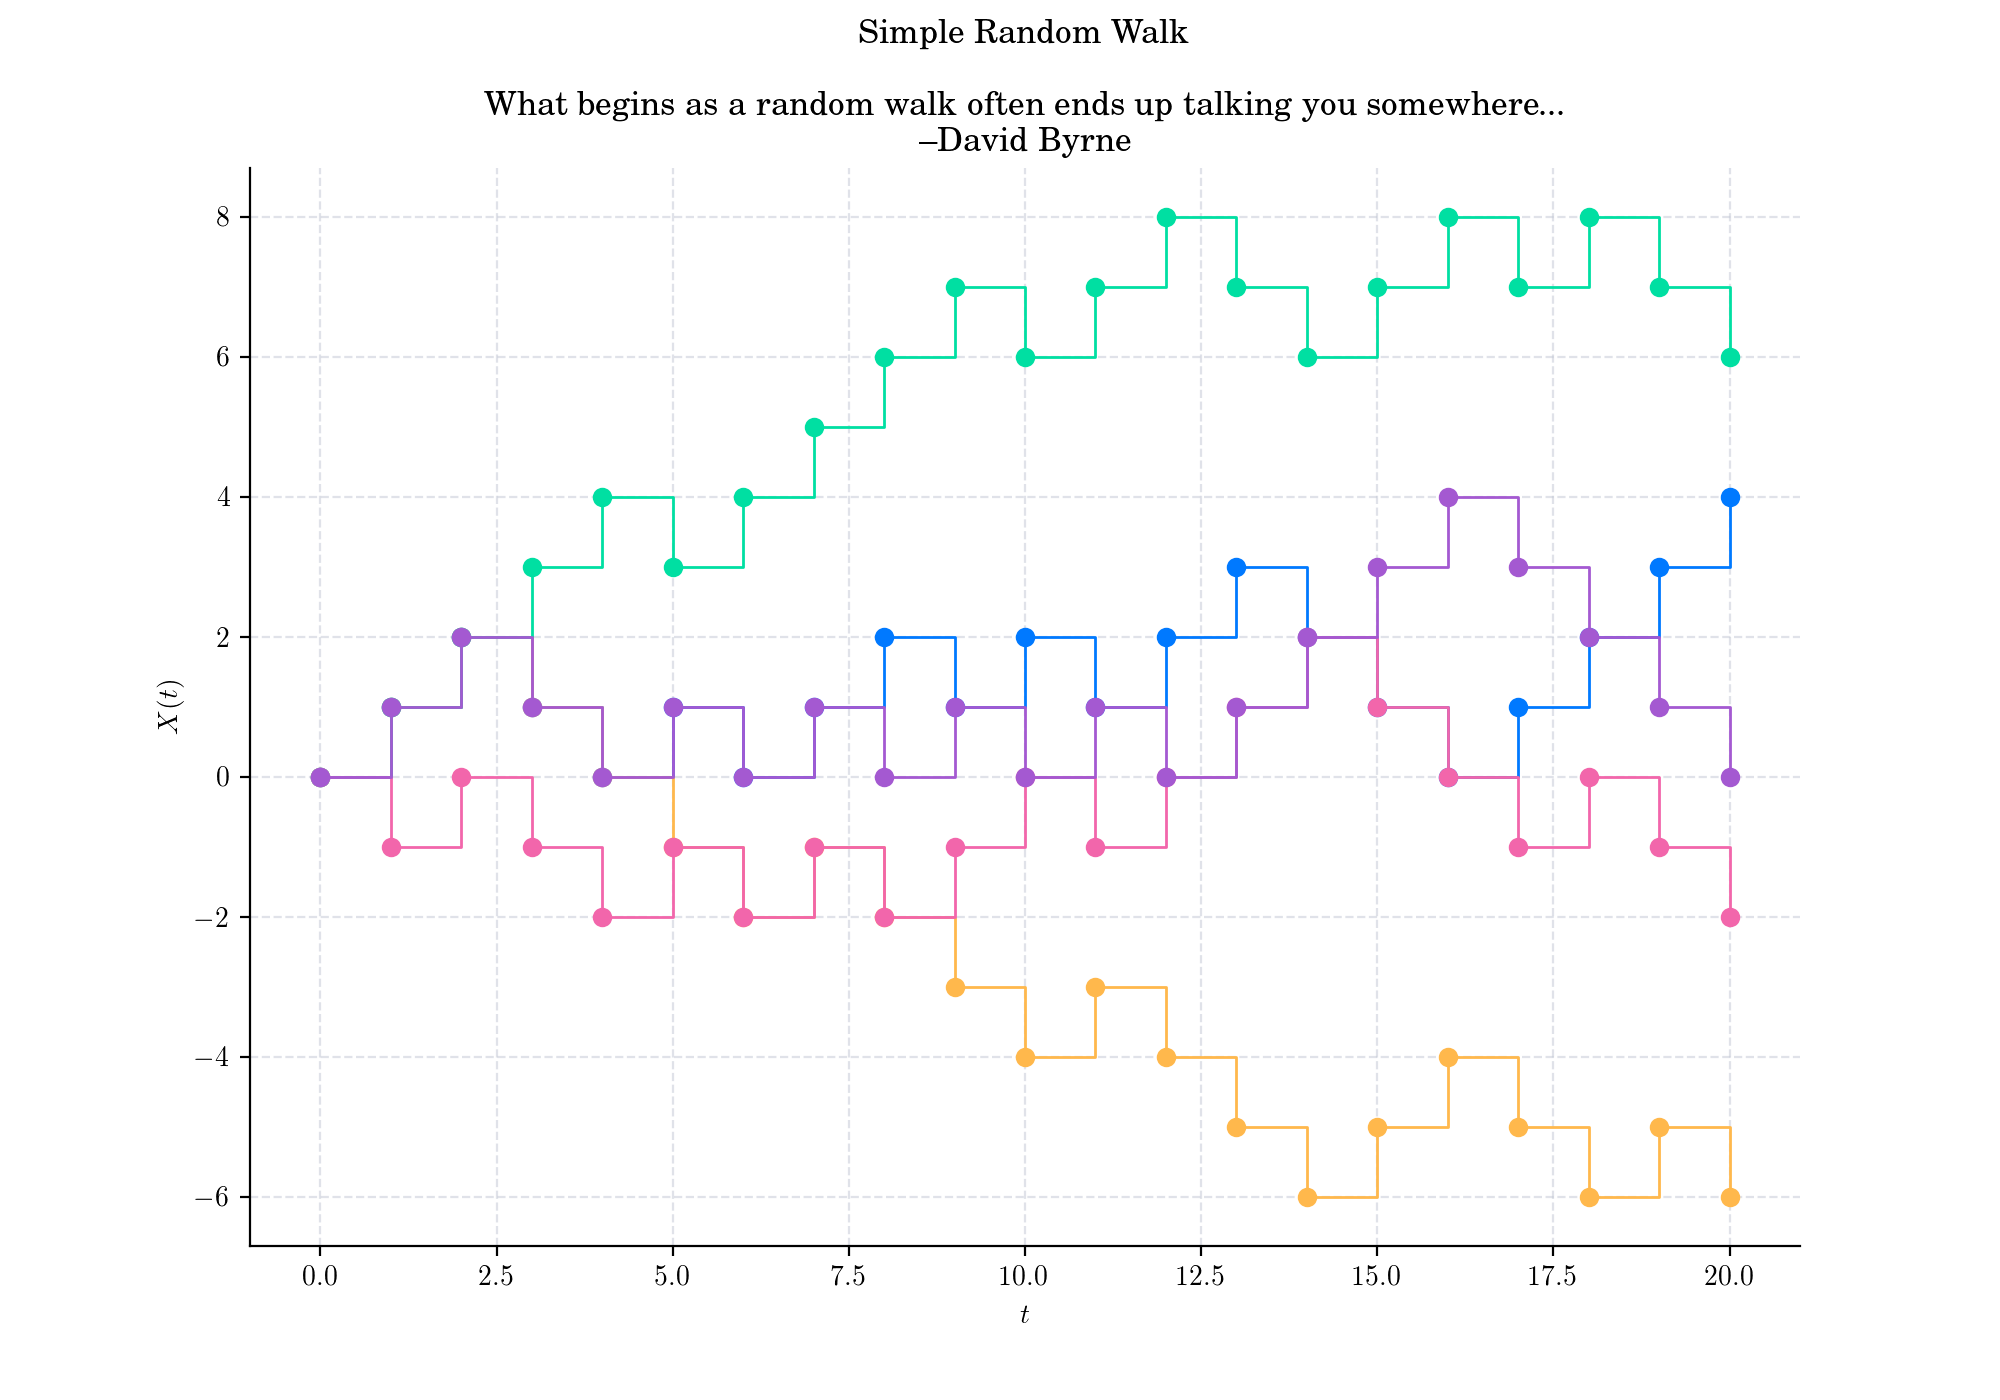 Simple Random Walk
What begins as a random walk often ends up talking you somewhere...
–David Byrne
8
6
4
2
0
−2
−4
−6
X(t)
0.0 2.5 5.0 7.5 10.0 12.5 15.0 17.5 20.0
t